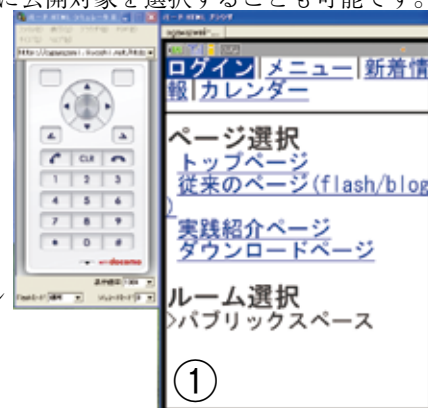 に公開対象を選択することも可能です。
CLR
1 2 3
4 5 6
7 8 9
* 0 #
docomo
ログイン|メニュー|新着情
報|カレンダー
ページ選択
トップページ
従来のページ(flash/blog
)
実践紹介ページ
ダウンロードページ
ルーム選択
>パブリックスペース
①